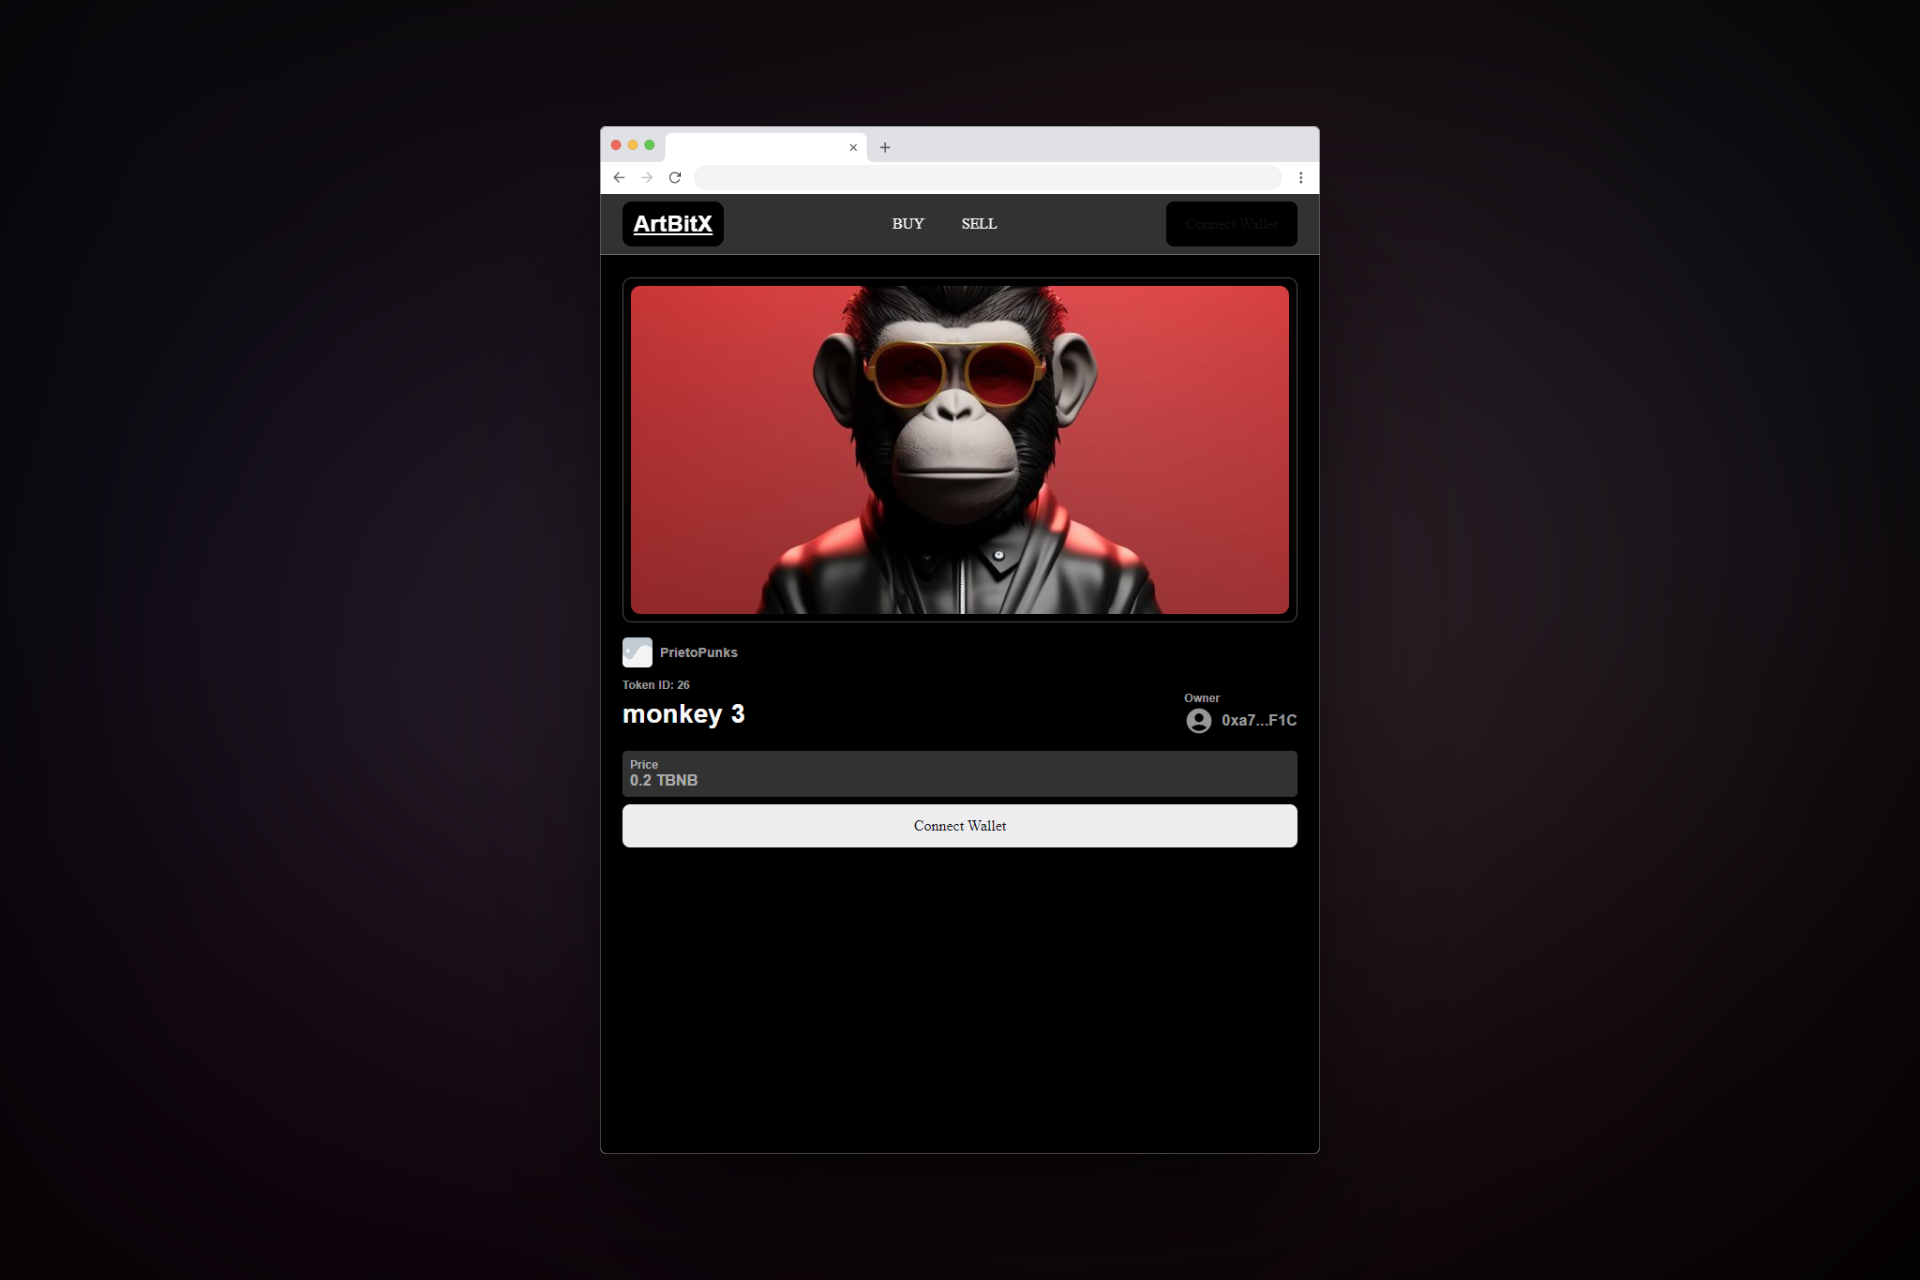 ArtBitX
BUY
SELL
Connect Wallet
PrietoPunks
Token ID: 26
monkey 3
Owner
0xa7...F1C
Price
0.2 TBNB
Connect Wallet